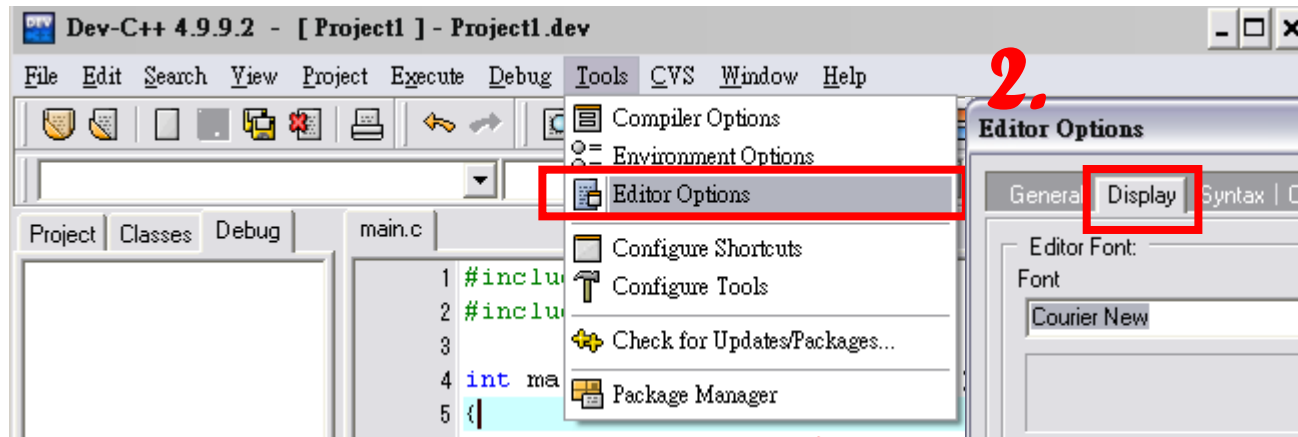 Dev-C++ 4.9.9.2 - [ Project1 ] - Project1.dev
File Edit Search View Project Execute Debug Tools CVS Window Help
2.
Compiler Options
Environment Options
Editor Options
Configure Shortcuts
Configure Tools
Check for Updates/Packages...
Package Manager
Project Classes Debug
main.c
1 #inclu
2 #inclu
3
4 int ma
5 {
Editor Options
General Display Syntax
Editor Font:
Font
Courier New